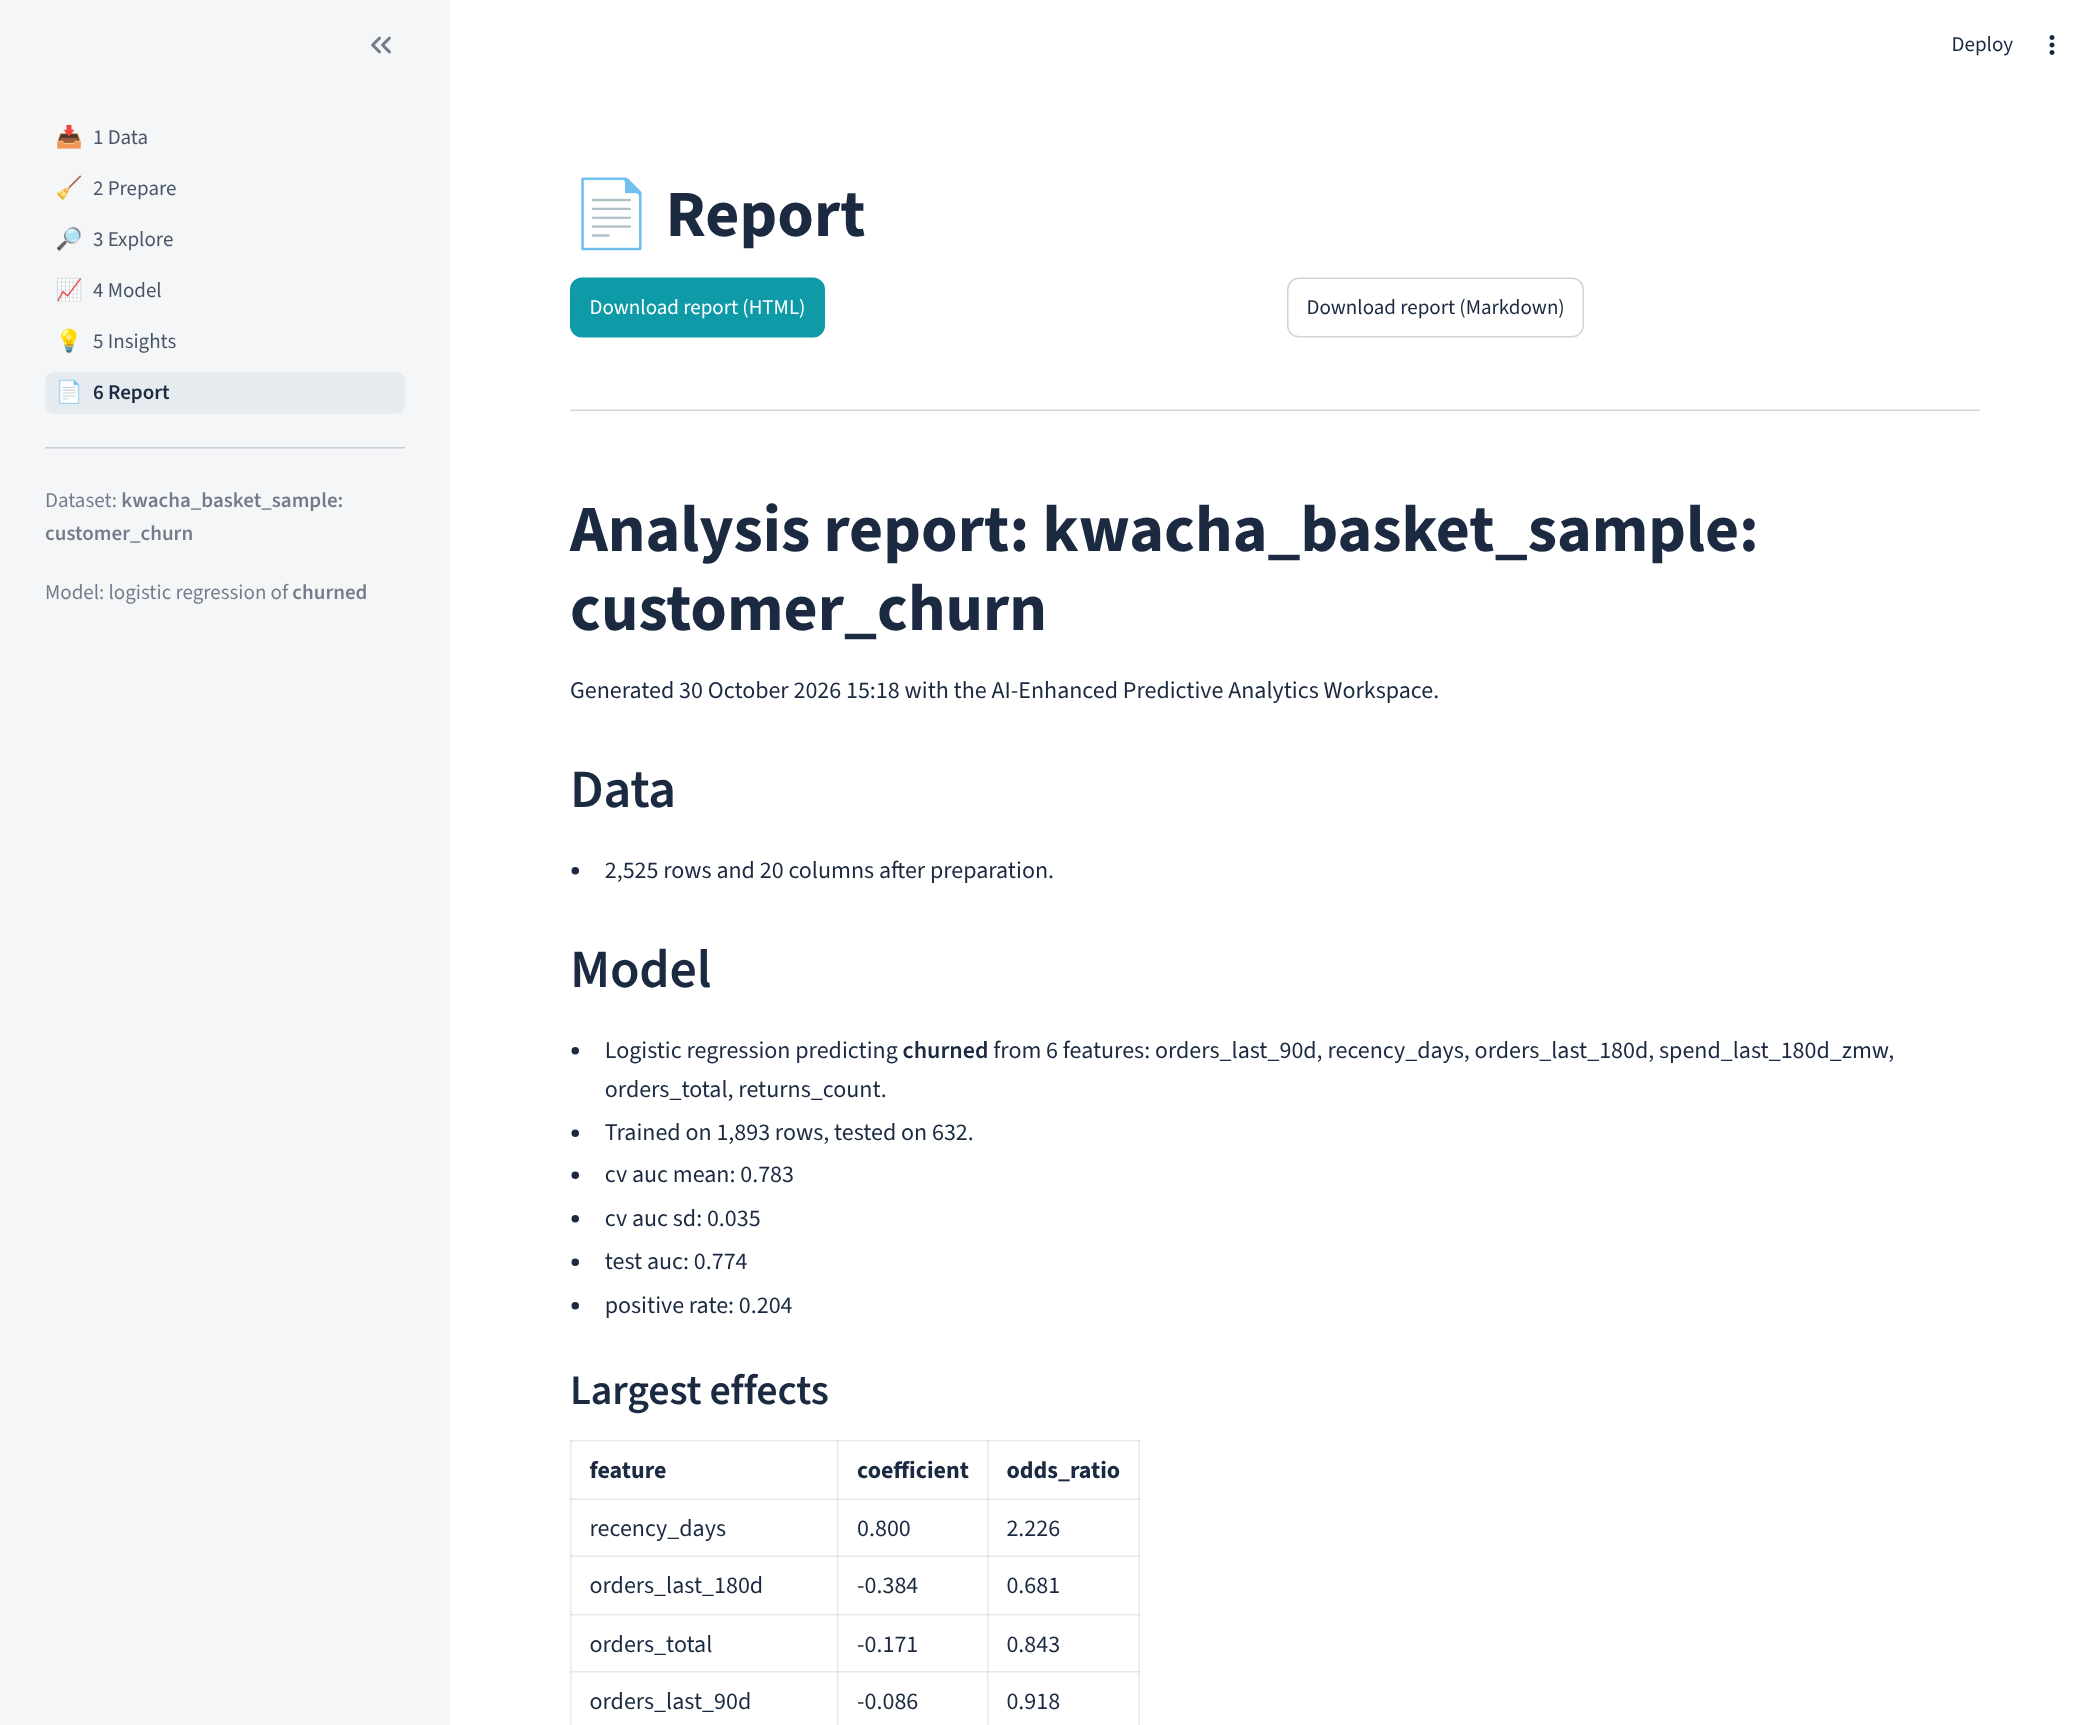 Deploy
1 Data
2 Prepare
3 Explore
4 Model
5 Insights
6 Report
Dataset: kwacha_basket_sample:
customer_churn
Model: logistic regression of churned
Report
Download report (HTML)
Download report (Markdown)
Analysis report: kwacha_basket_sample:
customer_churn
Generated 30 October 2026 15:18 with the AI-Enhanced Predictive Analytics Workspace.
Data
• 2,525 rows and 20 columns after preparation.
Model
• Logistic regression predicting churned from 6 features: orders_last_90d, recency_days, orders_last_180d, spend_last_180d_zmw,
orders_total, returns_count.
• Trained on 1,893 rows, tested on 632.
• cv auc mean: 0.783
• cv auc sd: 0.035
• test auc: 0.774
• positive rate: 0.204
Largest effects
feature coefficient odds_ratio
recency_days 0.800 2.226
orders_last_180d -0.384 0.681
orders_total -0.171 0.843
orders_last_90d -0.086 0.918